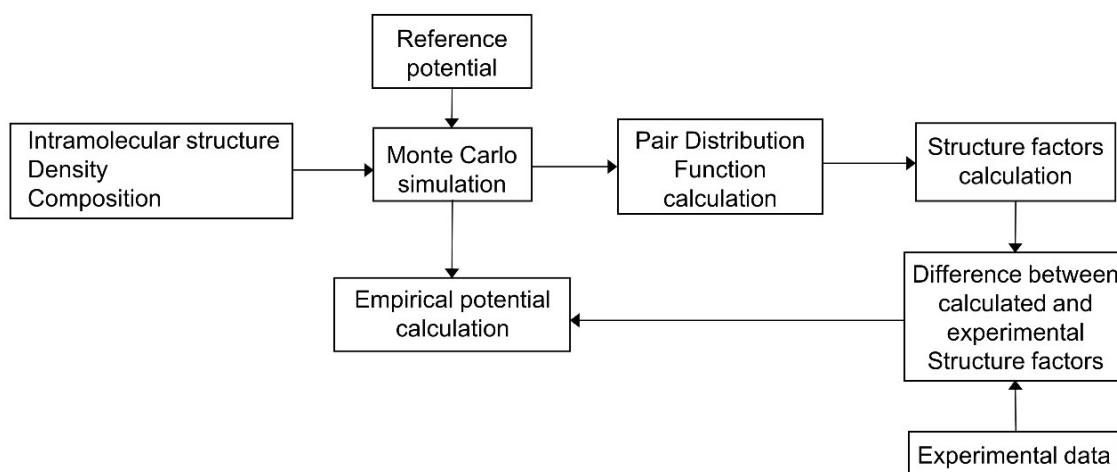 Reference
potential
Intramolecular structure
Density
Composition
Monte Carlo
simulation
Pair Distribution
Function
calculation
Structure factors
calculation
Empirical potential
calculation
Difference between
calculated and
experimental
Structure factors
Experimental data